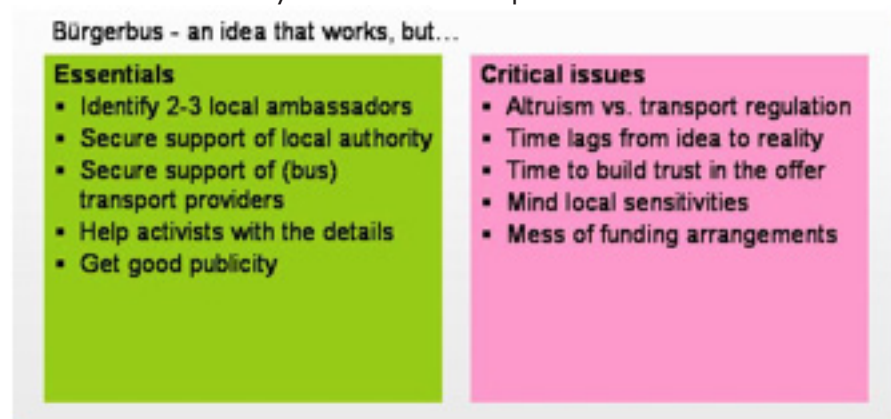 Bürgerbus - an idea that works, but...
Essentials
▪ Identify 2-3 local ambassadors
▪ Secure support of local authority
▪ Secure support of (bus)
transport providers
▪ Help activists with the details
▪ Get good publicity
Critical issues
▪ Altruism vs. transport regulation
▪ Time lags from idea to reality
▪ Time to build trust in the offer
▪ Mind local sensitivities
▪ Mess of funding arrangements